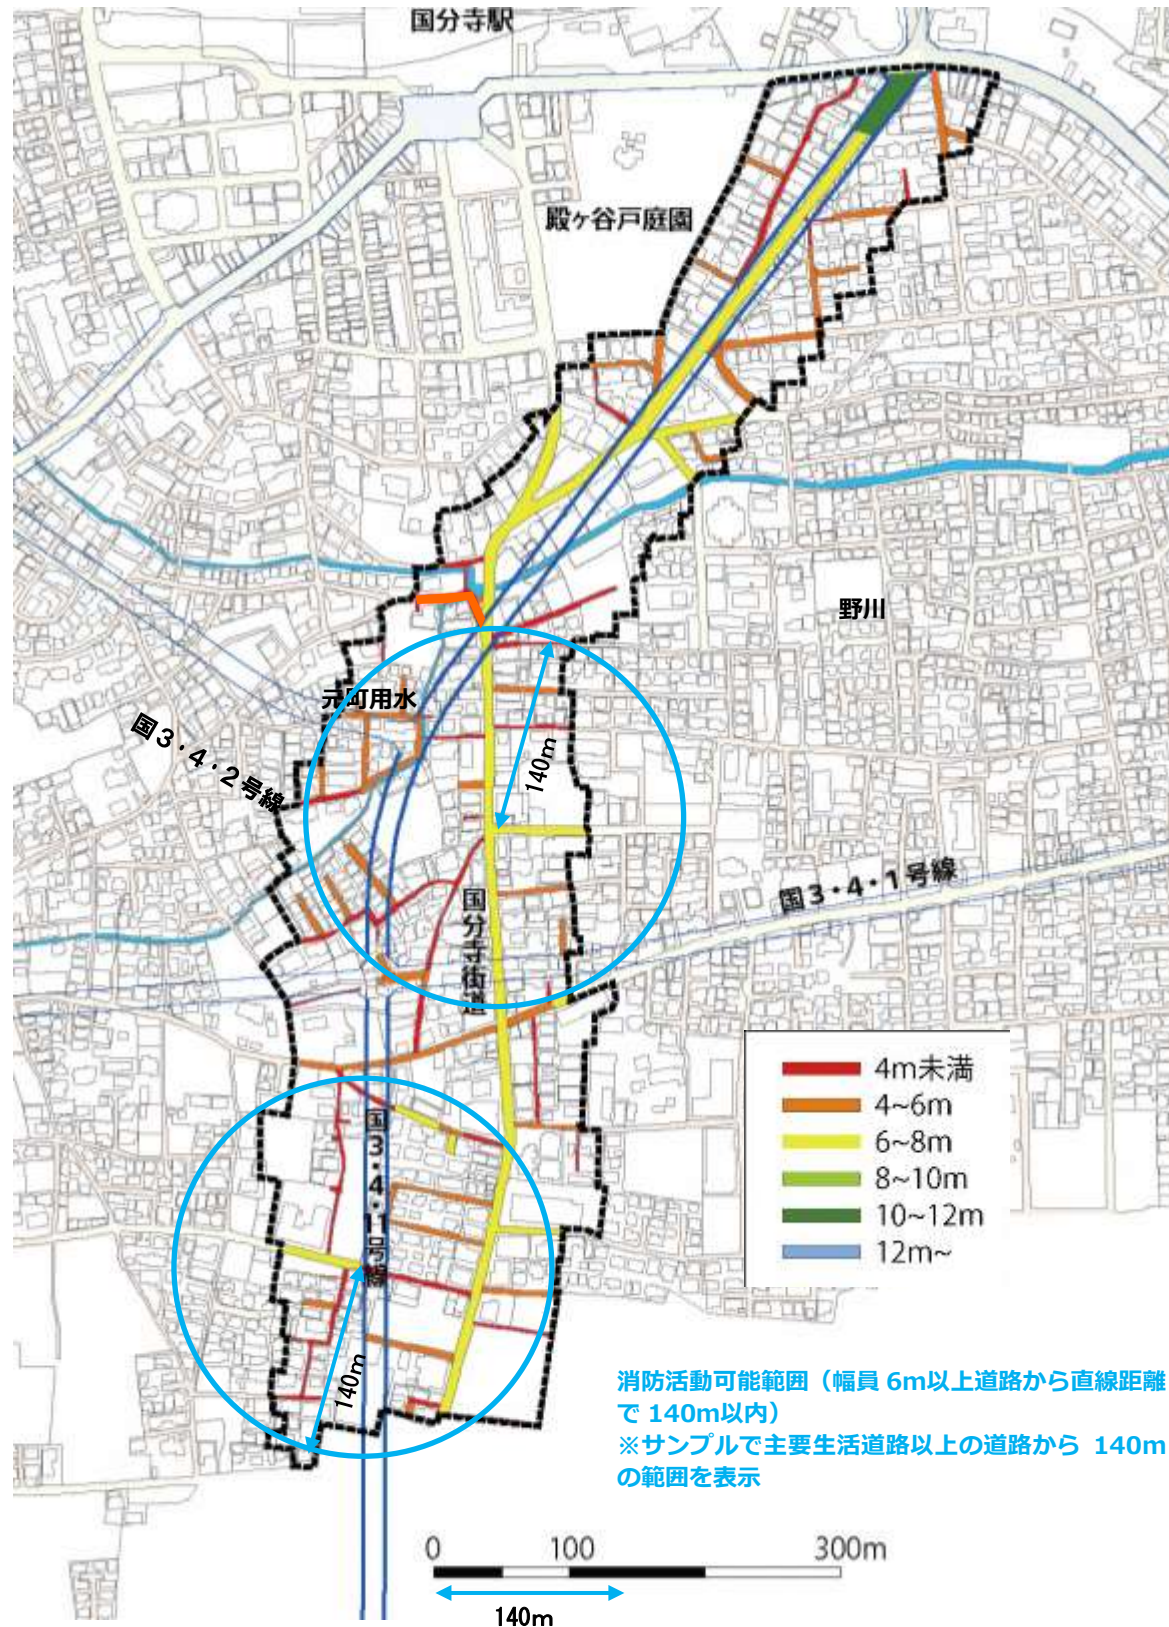 国分寺駅
殿ヶ谷戸庭園
野川
元町用水
国3・4・2号線
140m
国3・4・1号線
国分寺街道
4m未満
4~6m
6~8m
8~10m
10~12m
12m~
国3・4・11号線
140m
消防活動可能範囲（幅員 6m以上道路から直線距離
で 140m以内）
※サンプルで主要生活道路以上の道路から 140m
の範囲を表示
0 100 300m
140m